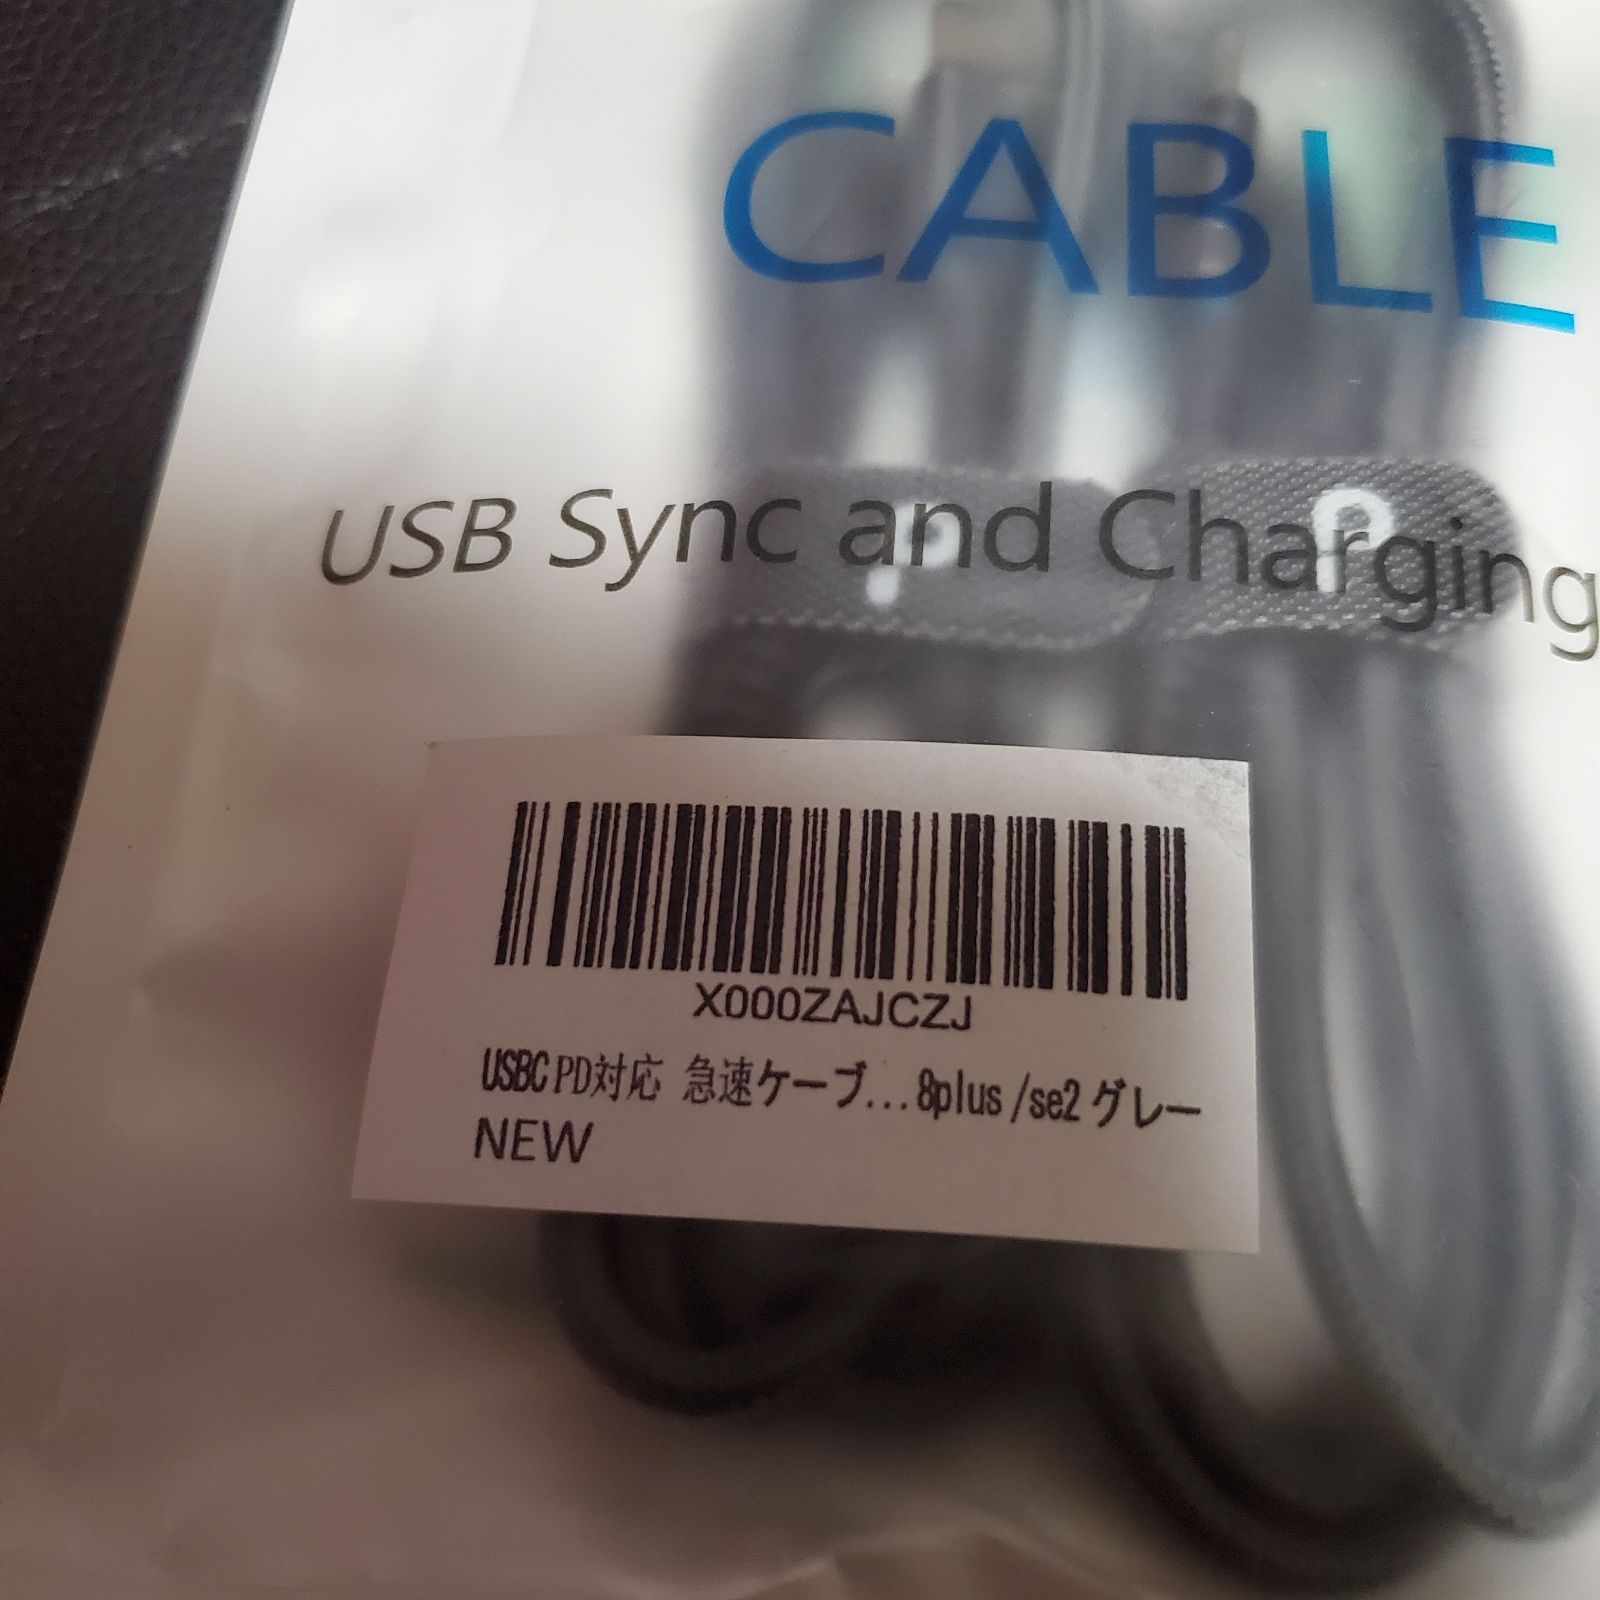 CABLE
USB Sync and Charging
X000ZAJCZJ
USBC PD対応 急速ケーブ...8plus /se2 グレー
NEW